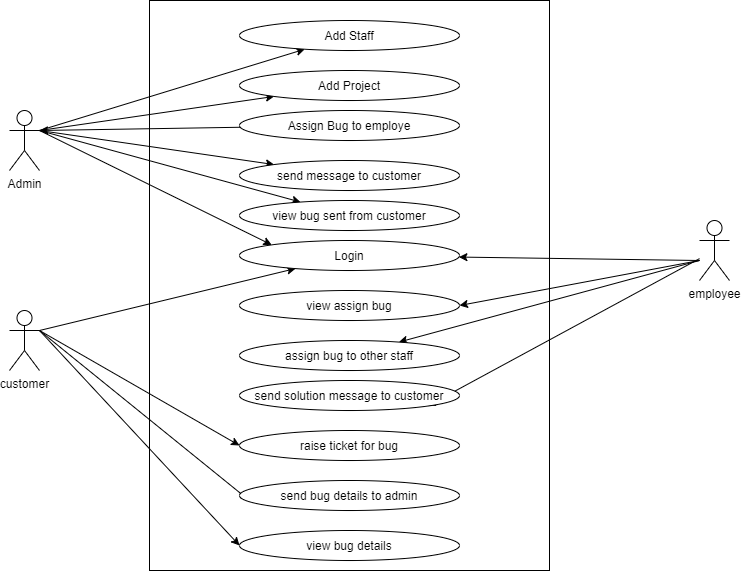 Add Staff
Add Project
Assign Bug to employe
send message to customer
Admin
view bug sent from customer
Login
employee
view assign bug
assign bug to other staff
customer
send solution message to customer
raise ticket for bug
send bug details to admin
view bug details